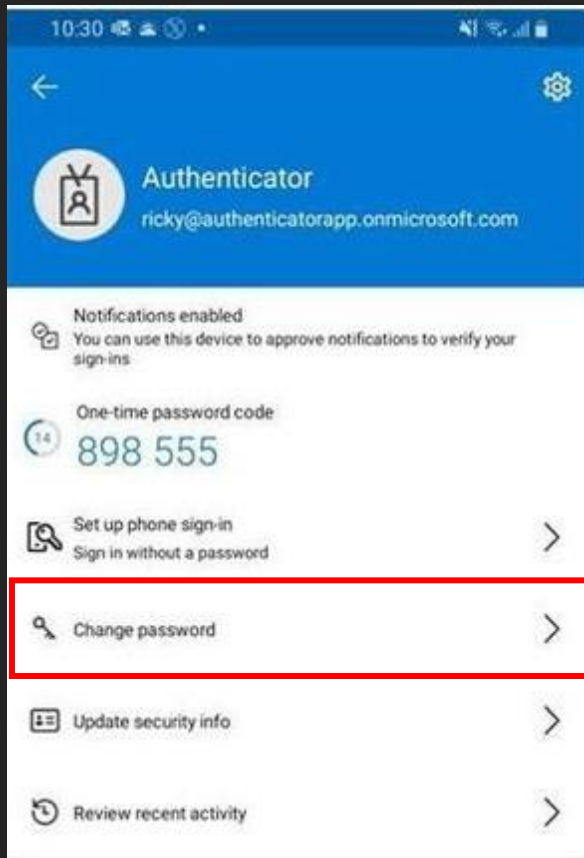 10:30
Authenticator
ricky@authenticatorapp.onmicrosoft.com
Notifications enabled
You can use this device to approve notifications to verify your
sign-ins
One-time password code
14
898 555
Set up phone sign-in
Sign in without a password
Change password
Update security info
Review recent activity